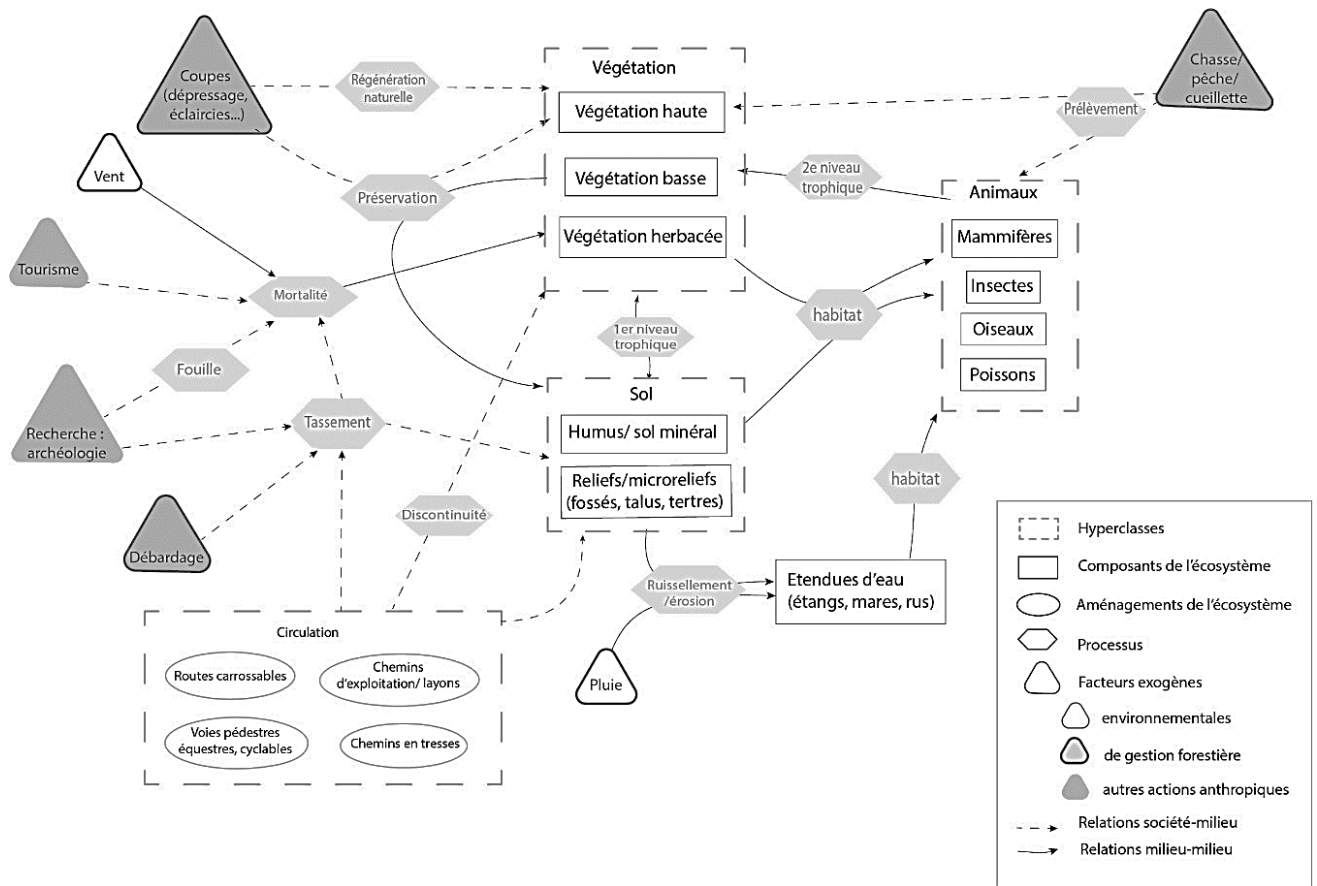 Coupes
(dépressage,
éclaircies...)
Régénération
naturelle
Végétation
Végétation haute
Végétation basse
Végétation herbacée
Chasse/
pêche/
cueillette
Prélèvement
Vent
Préservation
2e niveau
trophique
Animaux
Mammifères
Insectes
Oiseaux
Poissons
Tourisme
Mortalité
habitat
1er niveau
trophique
Fouille
Recherche :
archéologie
Tassement
Sol
Humus/ sol minéral
Reliefs/microreliefs
(fossés, talus, tertres)
habitat
Discontinuité
Débardage
Ruissellement
/érosion
Etendues d'eau
(étangs, mares, rus)
Pluie
Circulation
Routes carrossables
Chemins
d'exploitation/ layons
Voies pédestres
équestres, cyclables
Chemins en tresses
Hyperclasses
Composants de l'écosystème
Aménagements de l'écosystème
Processus
Facteurs exogènes
environnementales
de gestion forestière
autres actions anthropiques
Relations société-milieu
Relations milieu-milieu